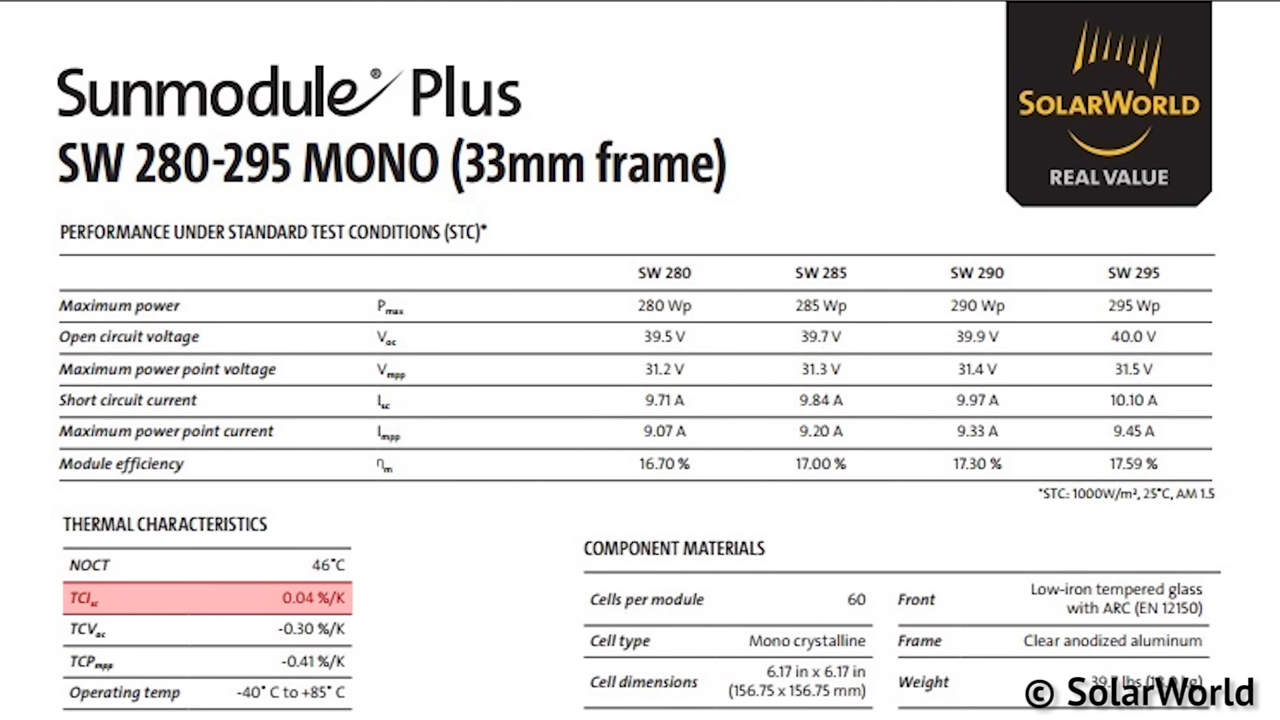 Sunmodule® Plus
SW 280-295 MONO (33mm frame)
SOLARWORLD
REAL VALUE
PERFORMANCE UNDER STANDARD TEST CONDITIONS (STC)*
SW 280 SW 285 SW 290 SW 295
Maximum power Pmax 280 Wp 285 Wp 290 Wp 295 Wp
Open circuit voltage Voc 39.5 V 39.7 V 39.9 V 40.0 V
Maximum power point voltage Vmpp 31.2 V 31.3 V 31.4 V 31.5 V
Short circuit current Isc 9.71 A 9.84 A 9.97 A 10.10 A
Maximum power point current Impp 9.07 A 9.20 A 9.33 A 9.45 A
Module efficiency ηm 16.70 % 17.00 % 17.30 % 17.59 %
*STC: 1000W/m², 25°C, AM 1.5
THERMAL CHARACTERISTICS
NOCT 46°C
TCIsc 0.04 %/K
TCVoc -0.30 %/K
TCPmpp -0.41 %/K
Operating temp -40° C to +85° C
COMPONENT MATERIALS
Cells per module 60
Cell type Mono crystalline
Cell dimensions 6.17 in x 6.17 in
(156.75 x 156.75 mm)
Front Low-iron tempered glass
with ARC (EN 12150)
Frame Clear anodized aluminum
Weight
© SolarWorld